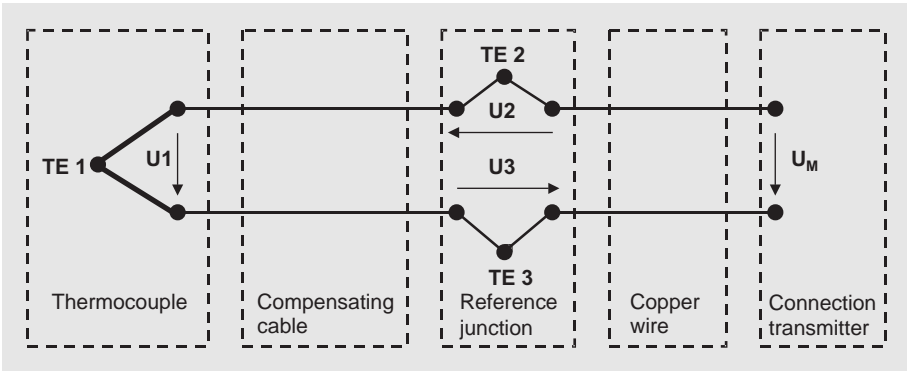 TE 2
U2
TE 1
U1
U3
U_M
TE 3
Thermocouple
Compensating
cable
Reference
junction
Copper
wire
Connection
transmitter